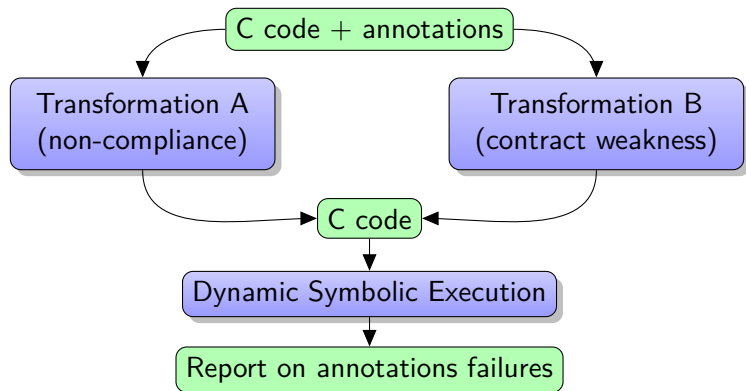 C code + annotations
Transformation A
(non-compliance)
Transformation B
(contract weakness)
C code
Dynamic Symbolic Execution
Report on annotations failures